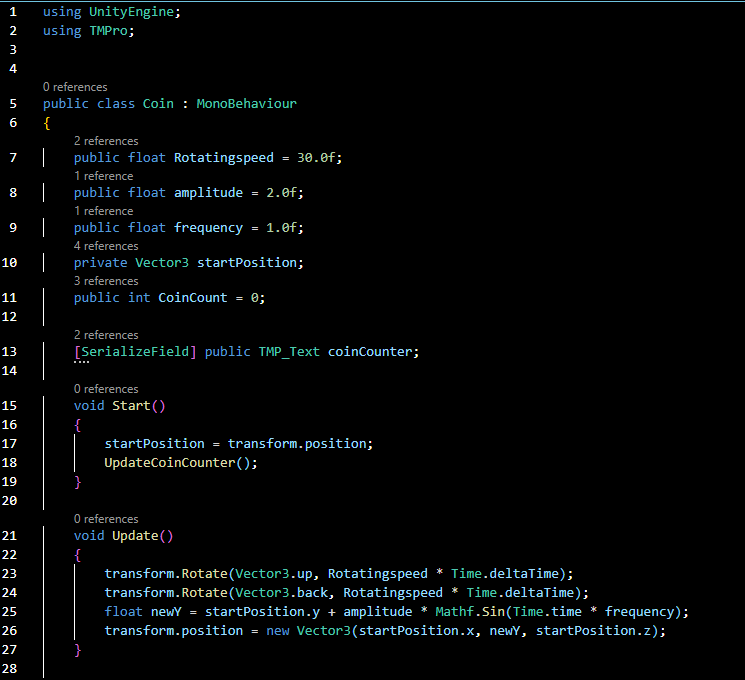 1 using UnityEngine;
2 using TMPro;
3
4
0 references
5 public class Coin : MonoBehaviour
6 {
2 references
7 public float Rotatingspeed = 30.0f;
1 reference
8 public float amplitude = 2.0f;
1 reference
9 public float frequency = 1.0f;
4 references
10 private Vector3 startPosition;
3 references
11 public int CoinCount = 0;
12
2 references
13 [SerializeField] public TMP_Text coinCounter;
14
0 references
15 void Start()
16 {
17 startPosition = transform.position;
18 UpdateCoinCounter();
19 }
20
0 references
21 void Update()
22 {
23 transform.Rotate(Vector3.up, Rotatingspeed * Time.deltaTime);
24 transform.Rotate(Vector3.back, Rotatingspeed * Time.deltaTime);
25 float newY = startPosition.y + amplitude * Mathf.Sin(Time.time * frequency);
26 transform.position = new Vector3(startPosition.x, newY, startPosition.z);
27 }
28